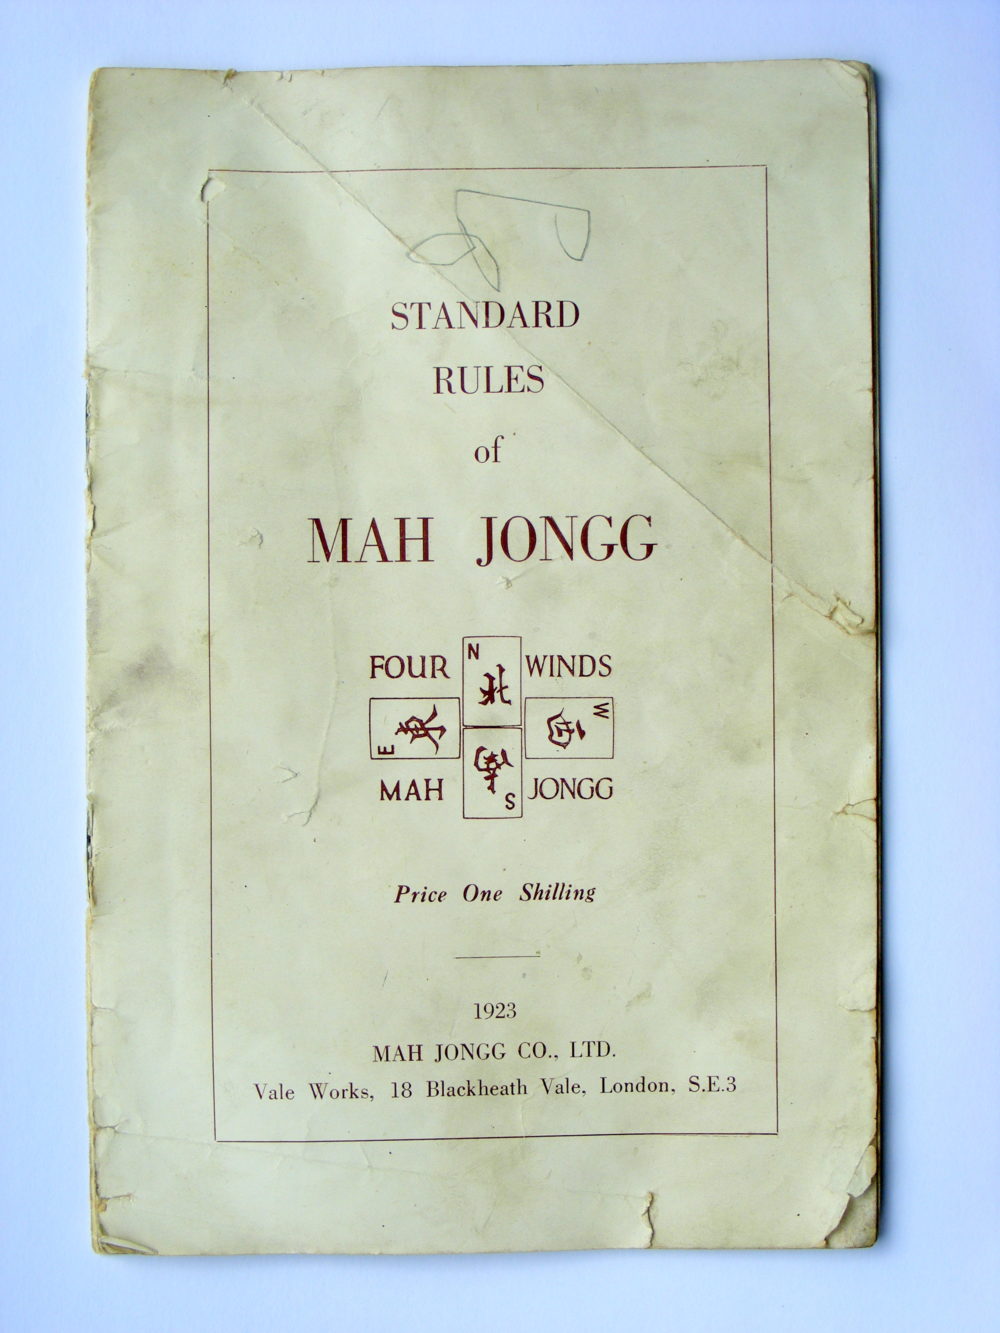 STANDARD
RULES
of
MAH JONGG
FOUR WINDS
N
北
E
東
W
西
南
S
MAH JONGG
Price One Shilling
1923
MAH JONGG CO., LTD.
Vale Works, 18 Blackheath Vale, London, S.E.3